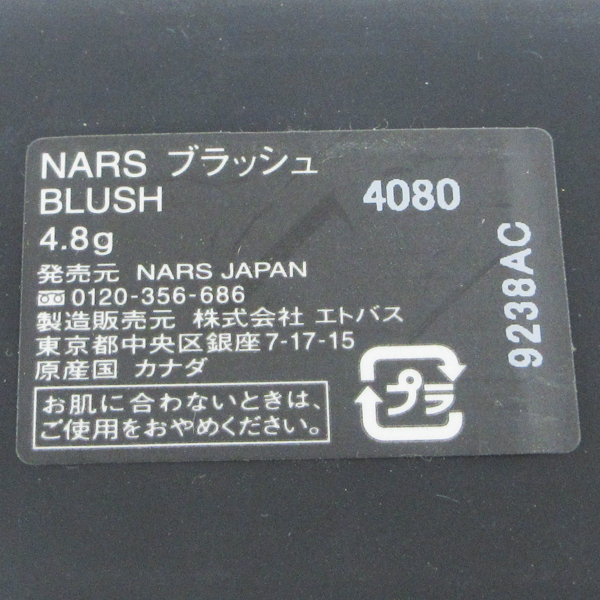 NARS ブラッシュ
BLUSH 4080
4.8g
発売元 NARS JAPAN
0120-356-686
製造販売元 株式会社 エトバス
東京都中央区銀座7-17-15
原産国 カナダ
お肌に合わないときは、
ご使用をおやめください。
プラ
9238AC